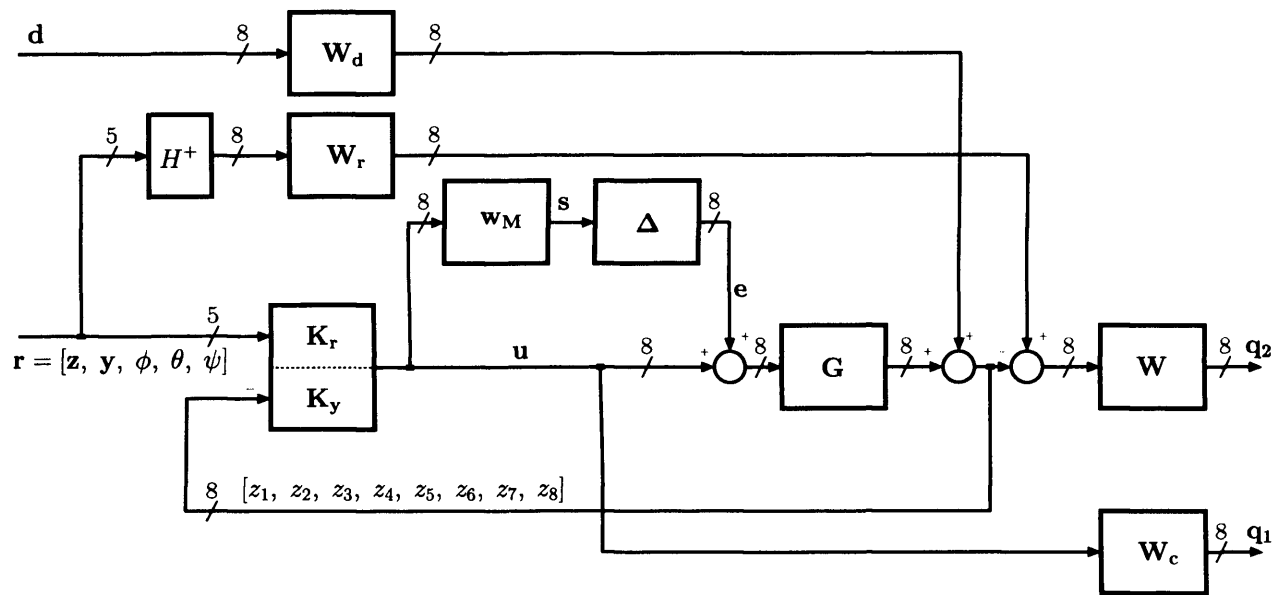 d 8 W_d 8
5 H^+ 8 W_r 8
8 w_M s Δ 8
e
r = [z, y, φ, θ, ψ] 5 K_r
- K_y
u 8 + + 8 G 8 + + - + 8 W 8 q_2
8 [z_1, z_2, z_3, z_4, z_5, z_6, z_7, z_8]
W_c 8 q_1